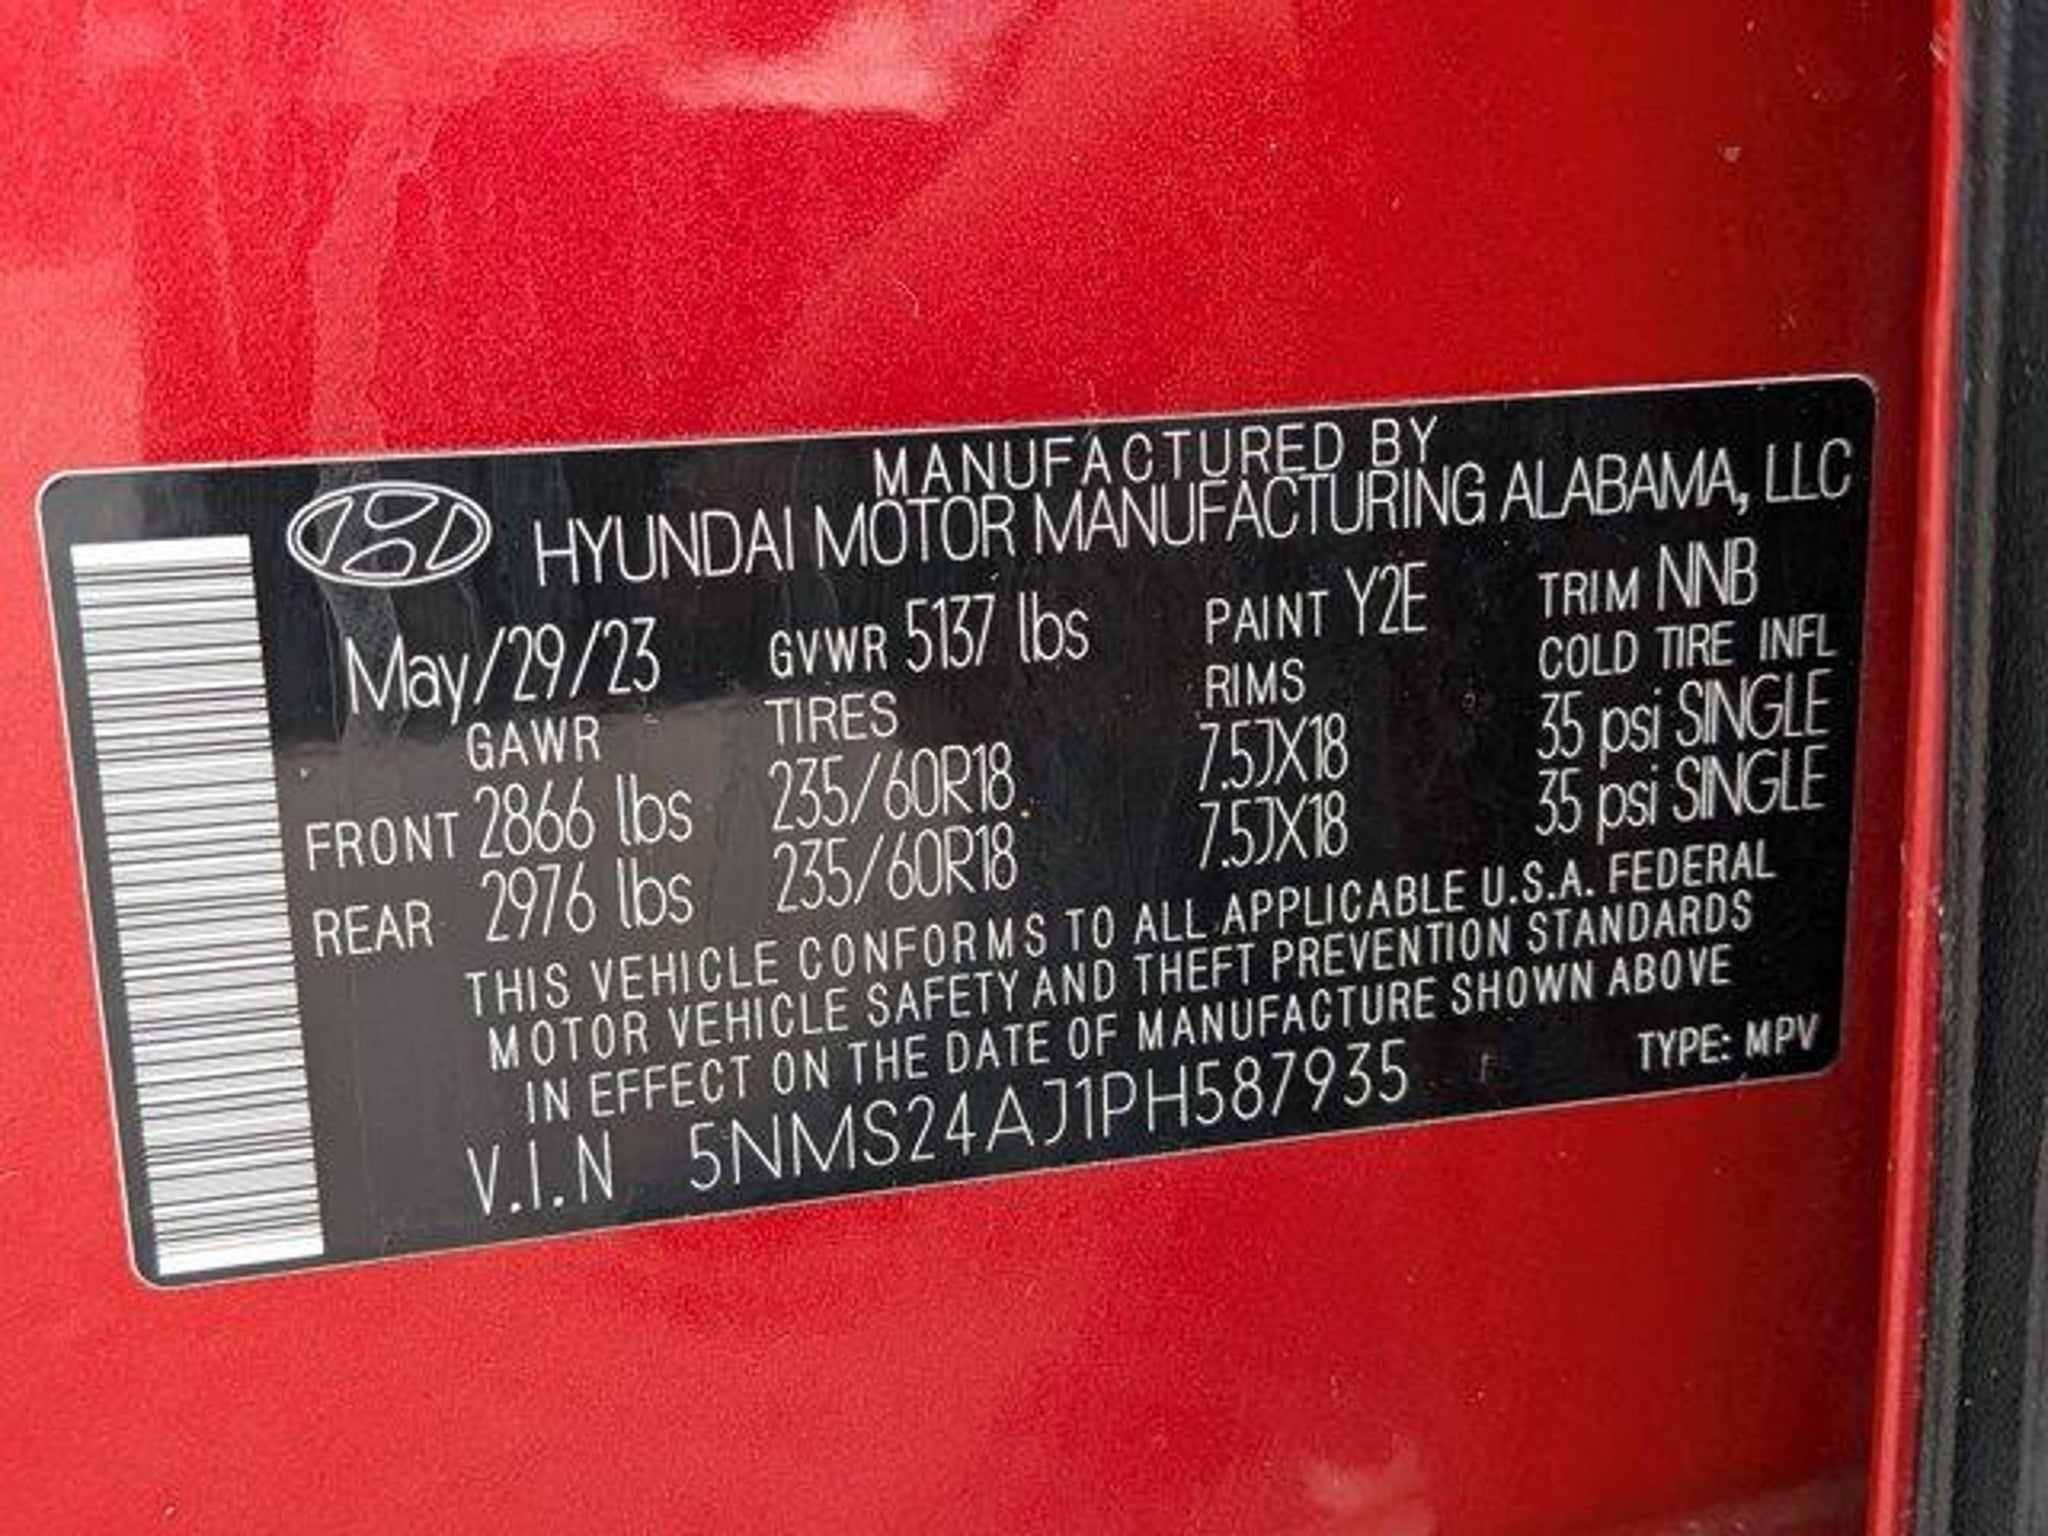 MANUFACTURED BY
HYUNDAI MOTOR MANUFACTURING ALABAMA, LLC
May/29/23 GVWR 5137 lbs PAINT Y2E TRIM NNB
GAWR TIRES RIMS COLD TIRE INFL
FRONT 2866 lbs 235/60R18 7.5JX18 35 psi SINGLE
REAR 2976 lbs 235/60R18 7.5JX18 35 psi SINGLE
THIS VEHICLE CONFORMS TO ALL APPLICABLE U.S.A. FEDERAL
MOTOR VEHICLE SAFETY AND THEFT PREVENTION STANDARDS
IN EFFECT ON THE DATE OF MANUFACTURE SHOWN ABOVE
V.I.N 5NMS24AJ1PH587935 TYPE: MPV